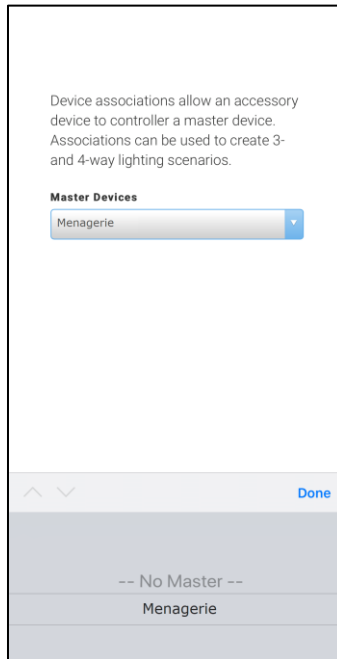 Device associations allow an accessory
device to controller a master device.
Associations can be used to create 3-
and 4-way lighting scenarios.
Master Devices
Menagerie
Done
-- No Master --
Menagerie